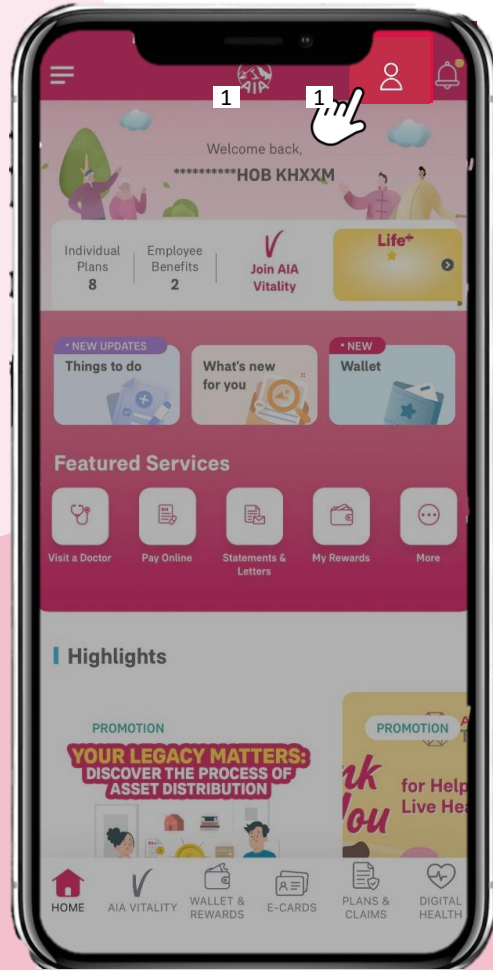 AIA
1
1
Welcome back,
**********HOB KHXXM
Individual
Plans
8
Employee
Benefits
2
Join AIA
Vitality
Life+
• NEW UPDATES
Things to do
What's new
for you
• NEW
Wallet
Featured Services
Visit a Doctor
Pay Online
Statements &
Letters
My Rewards
More
Highlights
PROMOTION
YOUR LEGACY MATTERS:
DISCOVER THE PROCESS OF
ASSET DISTRIBUTION
PROMOTION
You
for Help
Live Hea
HOME
AIA VITALITY
WALLET &
REWARDS
E-CARDS
PLANS &
CLAIMS
DIGITAL
HEALTH